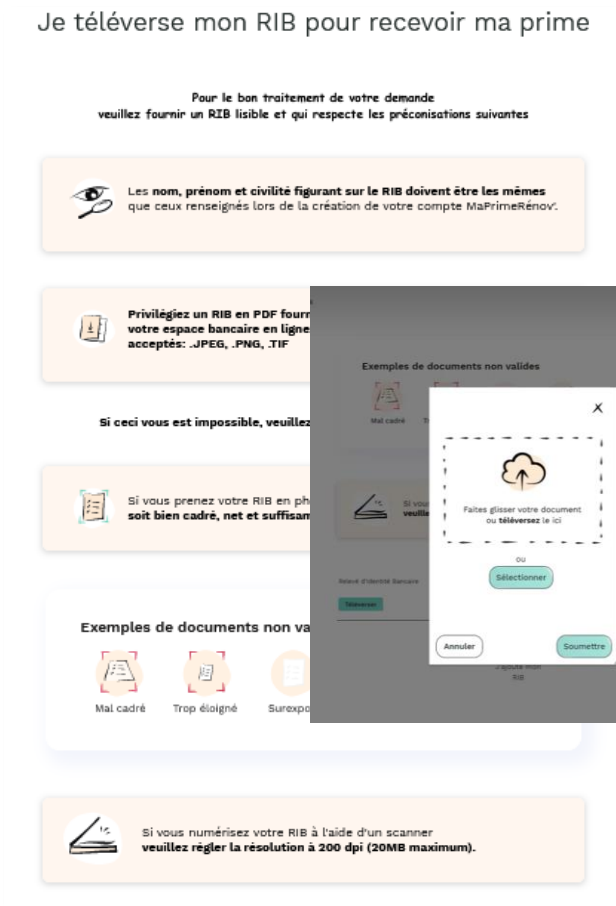 Je téléverse mon RIB pour recevoir ma prime
Pour le bon traitement de votre demande
veuillez fournir un RIB lisible et qui respecte les préconisations suivantes
Les nom, prénom et civilité figurant sur le RIB doivent être les mêmes
que ceux renseignés lors de la création de votre compte MaPrimeRénov'.
Privilégiez un RIB en PDF fourn
votre espace bancaire en ligne
acceptés: .JPEG, .PNG, .TIF
Si ceci vous est impossible, veuillez
Si vous prenez votre RIB en ph
soit bien cadré, net et suffisam
Exemples de documents non va
Mal cadré
Trop éloigné
Surexpo
Exemples de documents non valides
Mal cadré
Si vou
veuille
Relevé d'Identité Bancaire
Téléverser
X
Faites glisser votre document
ou téléversez le ici
ou
Sélectionner
Annuler
Soumettre
J'ajoute mon
RIB
Si vous numérisez votre RIB à l'aide d'un scanner
veuillez régler la résolution à 200 dpi (20MB maximum).